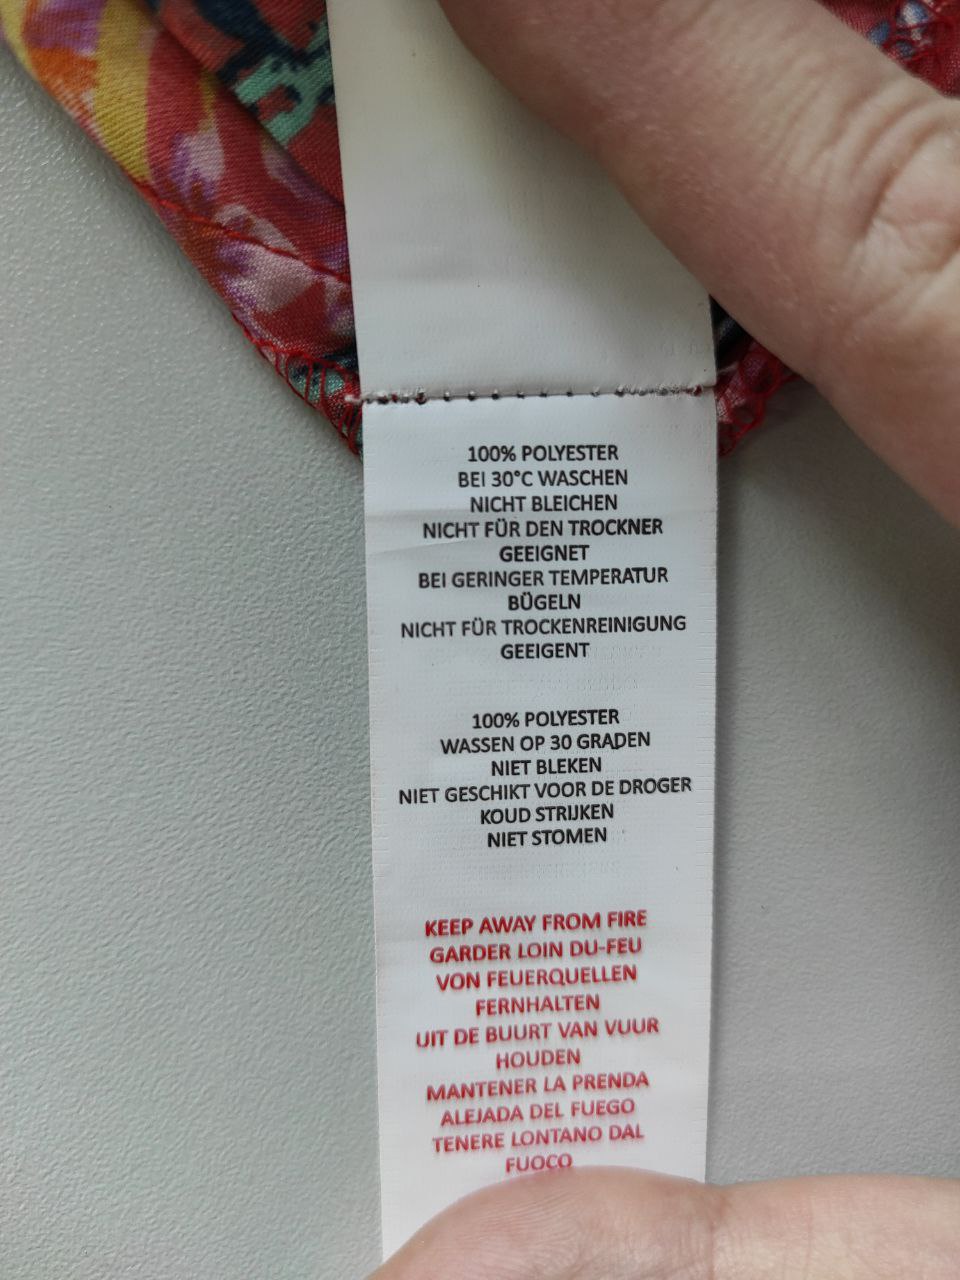 100% POLYESTER
BEI 30°C WASCHEN
NICHT BLEICHEN
NICHT FÜR DEN TROCKNER
GEEIGNET
BEI GERINGER TEMPERATUR
BÜGELN
NICHT FÜR TROCKENREINIGUNG
GEEIGENT
100% POLYESTER
WASSEN OP 30 GRADEN
NIET BLEKEN
NIET GESCHIKT VOOR DE DROGER
KOUD STRIJKEN
NIET STOMEN
KEEP AWAY FROM FIRE
GARDER LOIN DU-FEU
VON FEUERQUELLEN
FERNHALTEN
UIT DE BUURT VAN VUUR
HOUDEN
MANTENER LA PRENDA
ALEJADA DEL FUEGO
TENERE LONTANO DAL
FUOCO